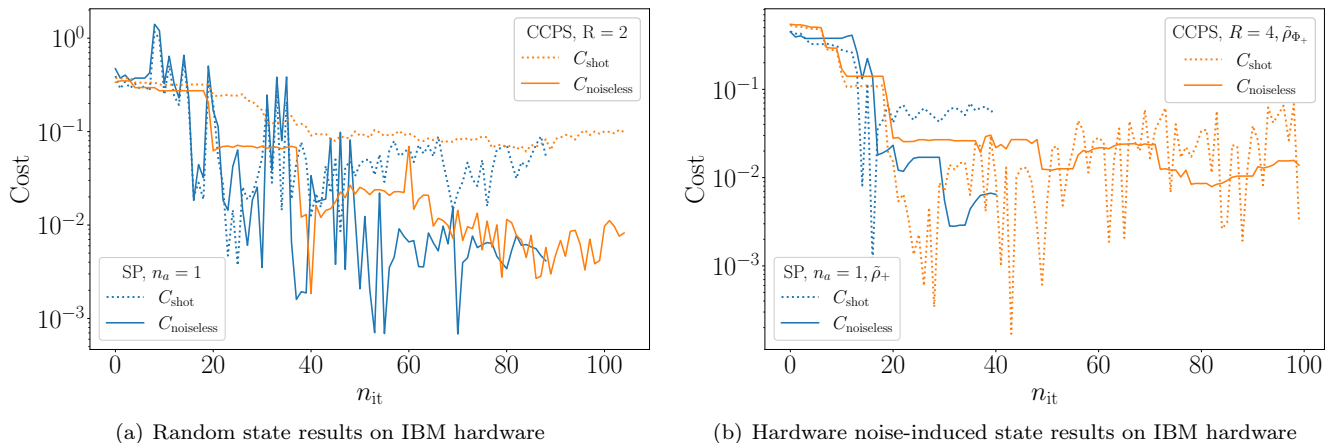 CCPS, R = 2
C_shot
C_noiseless
SP, n_a = 1
C_shot
C_noiseless
Cost
10^0
10^{-1}
10^{-2}
10^{-3}
0 20 40 60 80 100
n_it
(a) Random state results on IBM hardware
CCPS, R = 4, ρ̃_{Φ_+}
C_shot
C_noiseless
SP, n_a = 1, ρ̃_+
C_shot
C_noiseless
Cost
10^{-1}
10^{-2}
10^{-3}
0 20 40 60 80 100
n_it
(b) Hardware noise-induced state results on IBM hardware